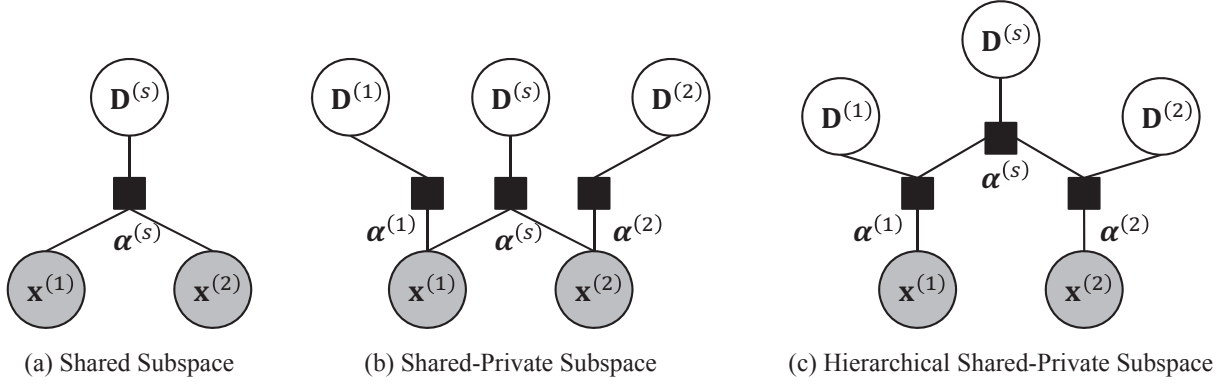 D^(s)
α^(s)
x^(1) x^(2)
(a) Shared Subspace
D^(1) D^(s) D^(2)
α^(1) α^(s) α^(2)
x^(1) x^(2)
(b) Shared-Private Subspace
D^(s)
D^(1) D^(2)
α^(s)
α^(1) α^(2)
x^(1) x^(2)
(c) Hierarchical Shared-Private Subspace